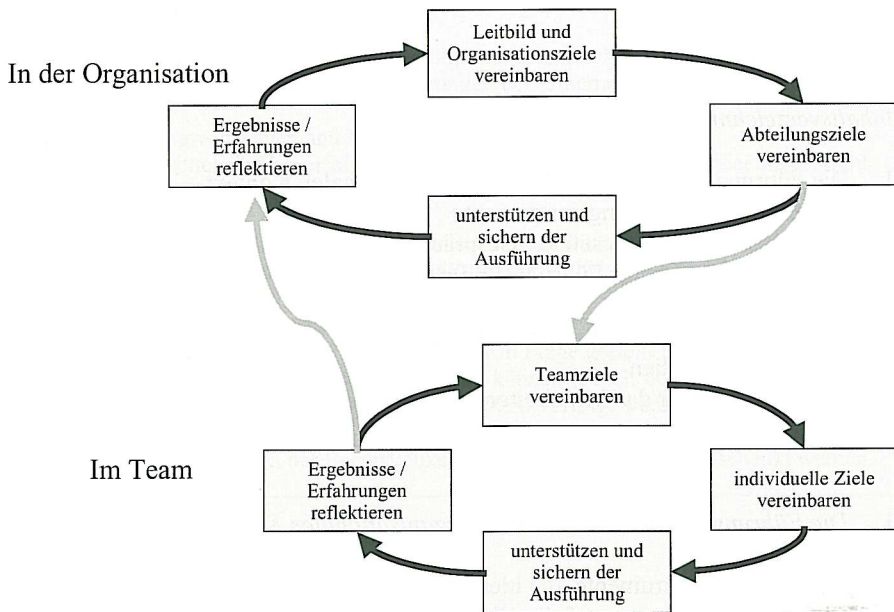 Leitbild und
Organisationsziele
vereinbaren
In der Organisation
Ergebnisse /
Erfahrungen
reflektieren
Abteilungsziele
vereinbaren
unterstützen und
sichern der
Ausführung
Teamziele
vereinbaren
Im Team
Ergebnisse /
Erfahrungen
reflektieren
individuelle Ziele
vereinbaren
unterstützen und
sichern der
Ausführung